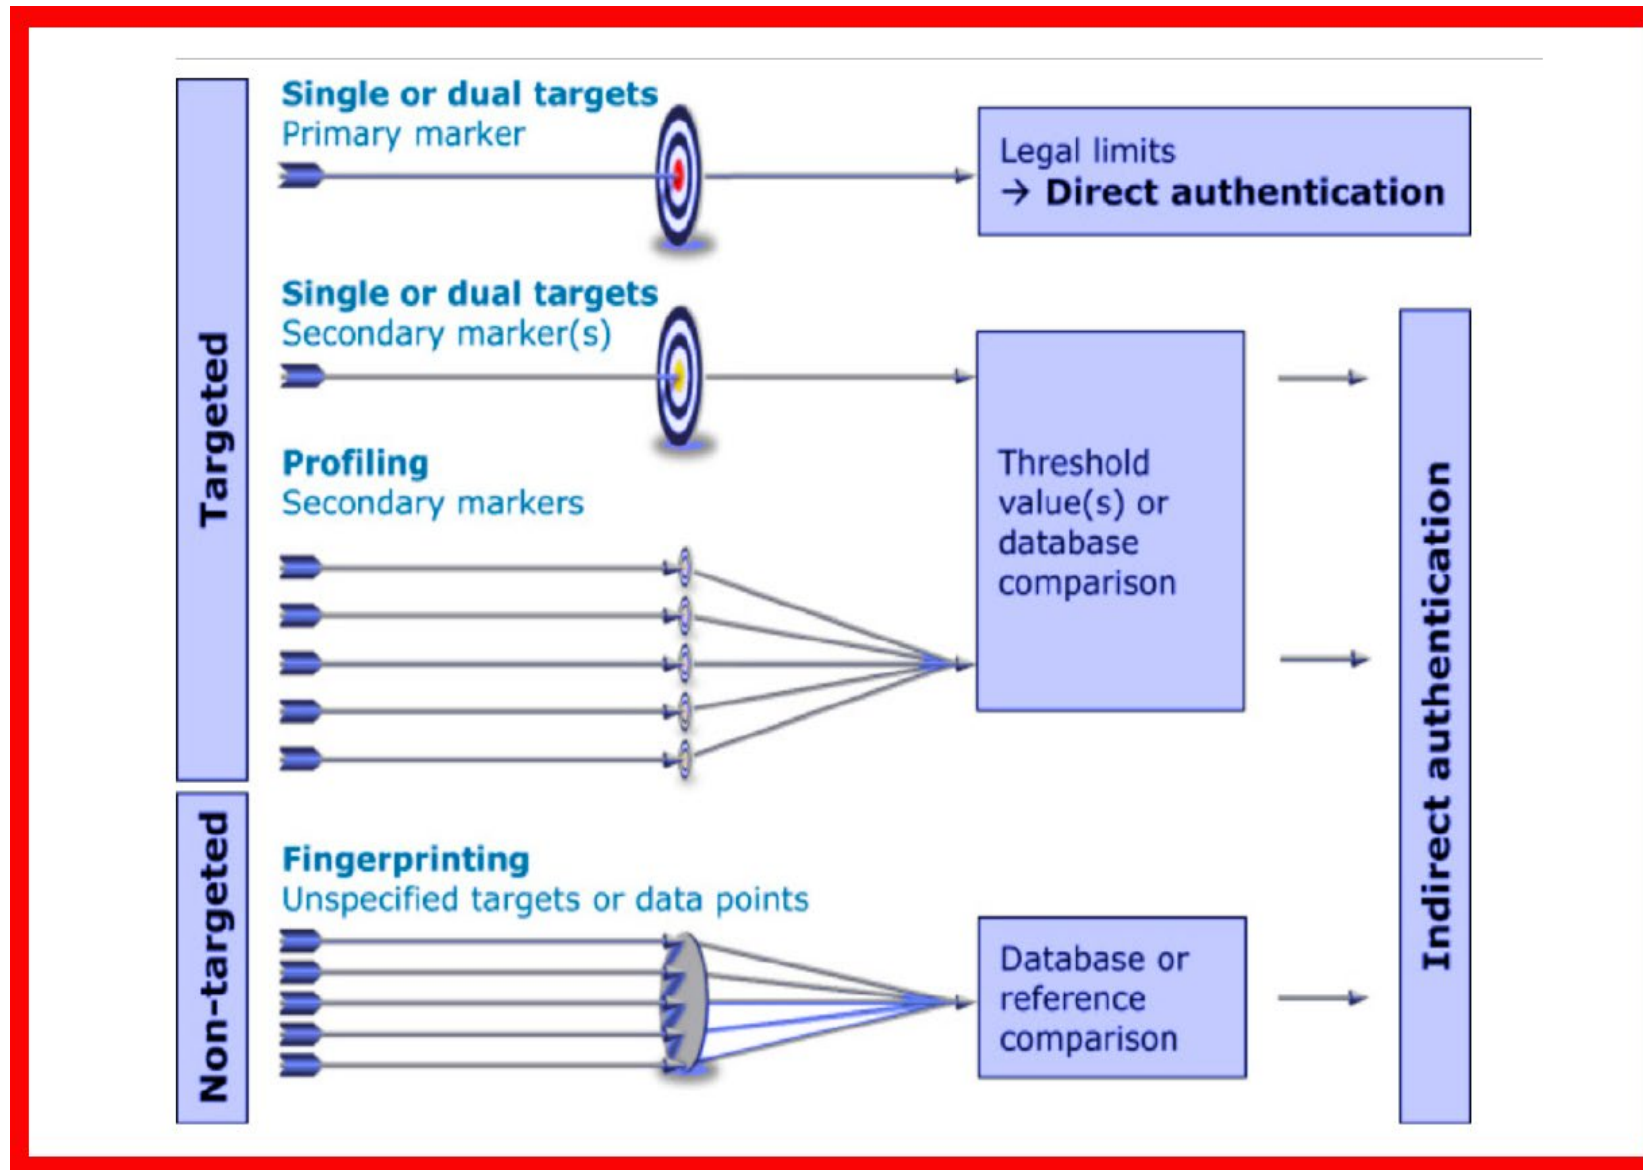 Targeted
Single or dual targets
Primary marker
Legal limits
→ Direct authentication
Single or dual targets
Secondary marker(s)
Profiling
Secondary markers
Threshold
value(s) or
database
comparison
Indirect authentication
Non-targeted
Fingerprinting
Unspecified targets or data points
Database or
reference
comparison